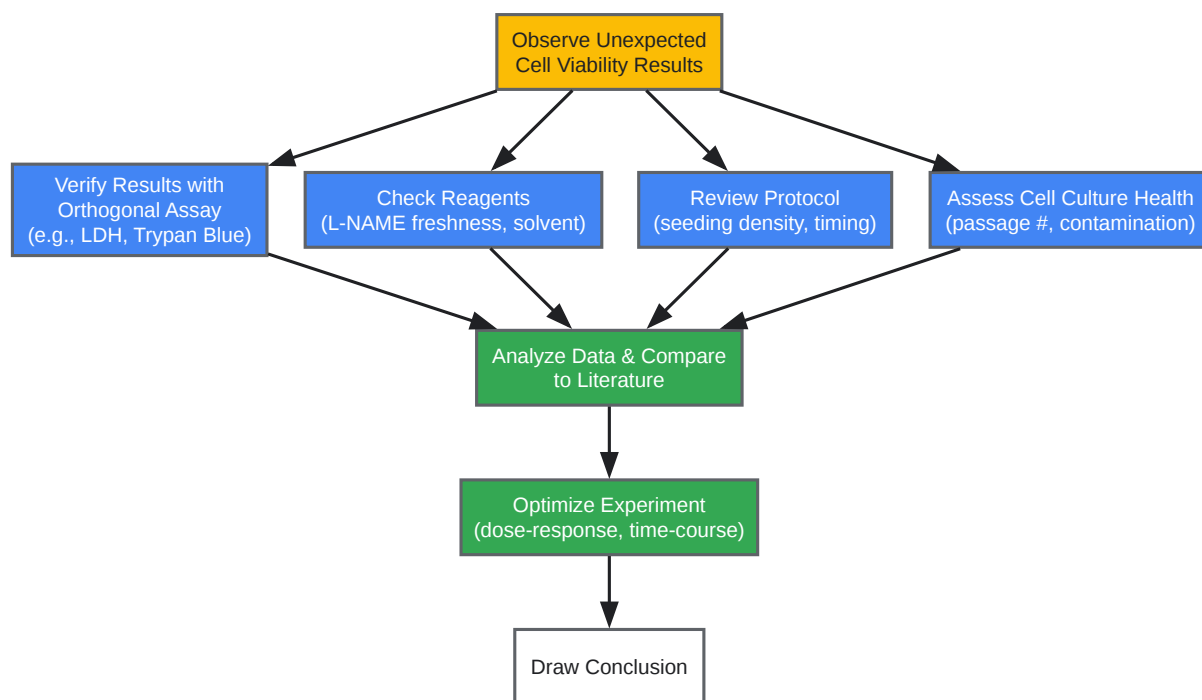 Observe Unexpected
Cell Viability Results
Verify Results with
Orthogonal Assay
(e.g., LDH, Trypan Blue)
Check Reagents
(L-NAME freshness, solvent)
Review Protocol
(seeding density, timing)
Assess Cell Culture Health
(passage #, contamination)
Analyze Data & Compare
to Literature
Optimize Experiment
(dose-response, time-course)
Draw Conclusion